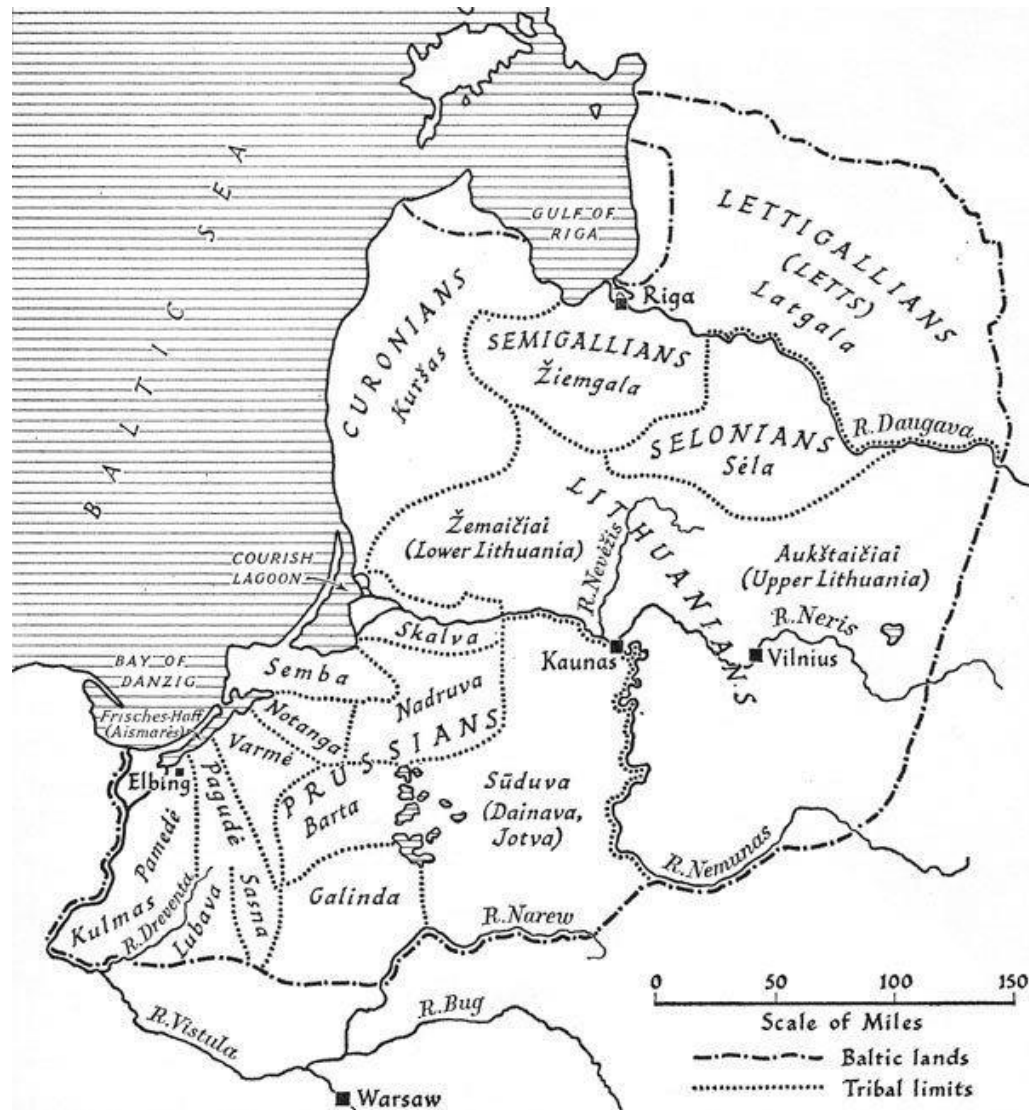 BALTIC SEA
GULF OF
RIGA
LETTIGALLIANS
(LETTS)
Latgala
Riga
CURONIANS
Kuršas
SEMIGALLIANS
Žiemgala
SELONIANS
Sėla
R. Daugava
LITHUANIANS
Žemaičiai
(Lower Lithuania)
R. Nevėžis
Aukštaičiai
(Upper Lithuania)
R. Neris
COURISH
LAGOON
Kaunas
Vilnius
Skalva
Semba
Nadruva
BAY OF
DANZIG
Frisches-Haff
(Aismarės)
Notanga
Varmė
PRUSSIANS
Elbing
Pagudė
Barta
Sūduva
(Dainava,
Jotva)
Pamedė
R. Nemunas
Kulmas
R. Dreventa
Lubava
Sasna
Galinda
R. Narew
R. Vistula
R. Bug
Warsaw
0 50 100 150
Scale of Miles
Baltic lands
Tribal limits